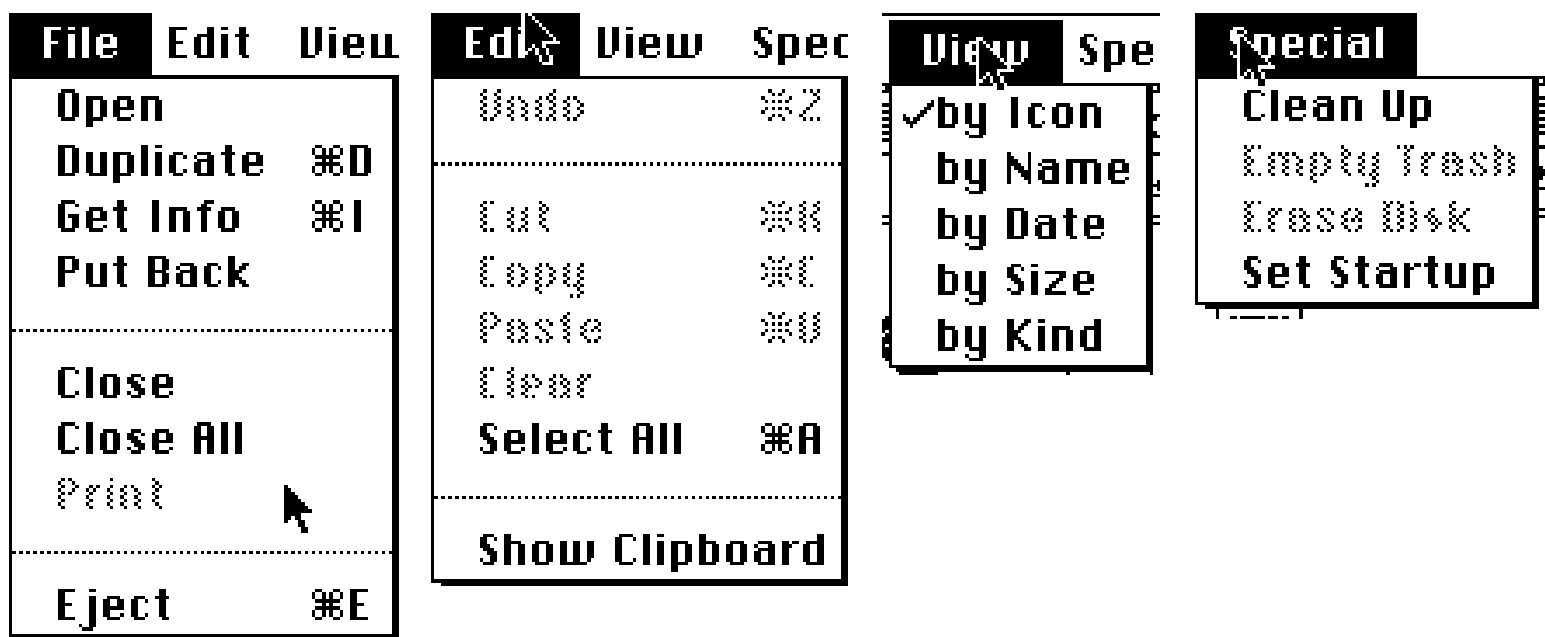 File Edit View
Open
Duplicate ⌘D
Get Info ⌘I
Put Back
Close
Close All
Print
Eject ⌘E
Edit View Spec
Undo ⌘Z
Cut ⌘X
Copy ⌘C
Paste ⌘V
Clear
Select All ⌘A
Show Clipboard
View Spe
✓by Icon
by Name
by Date
by Size
by Kind
Special
Clean Up
Empty Trash
Erase Disk
Set Startup